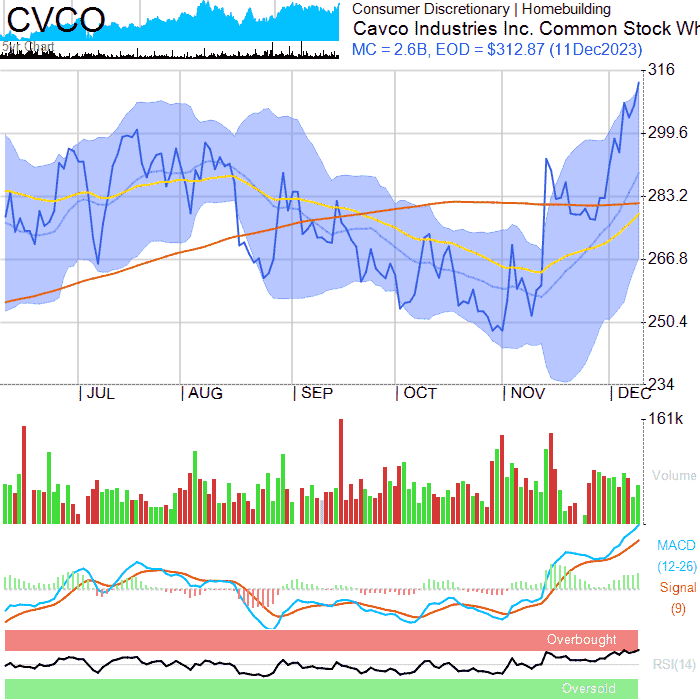 CVCO
5yr Chart
Consumer Discretionary | Homebuilding
Cavco Industries Inc. Common Stock Wh
MC = 2.6B, EOD = $312.87 (11Dec2023)
316
299.6
283.2
266.8
250.4
234
| JUL | AUG | SEP | OCT | NOV | DEC
161k
Volume
MACD
(12-26)
Signal
(9)
Overbought
RSI(14)
Oversold